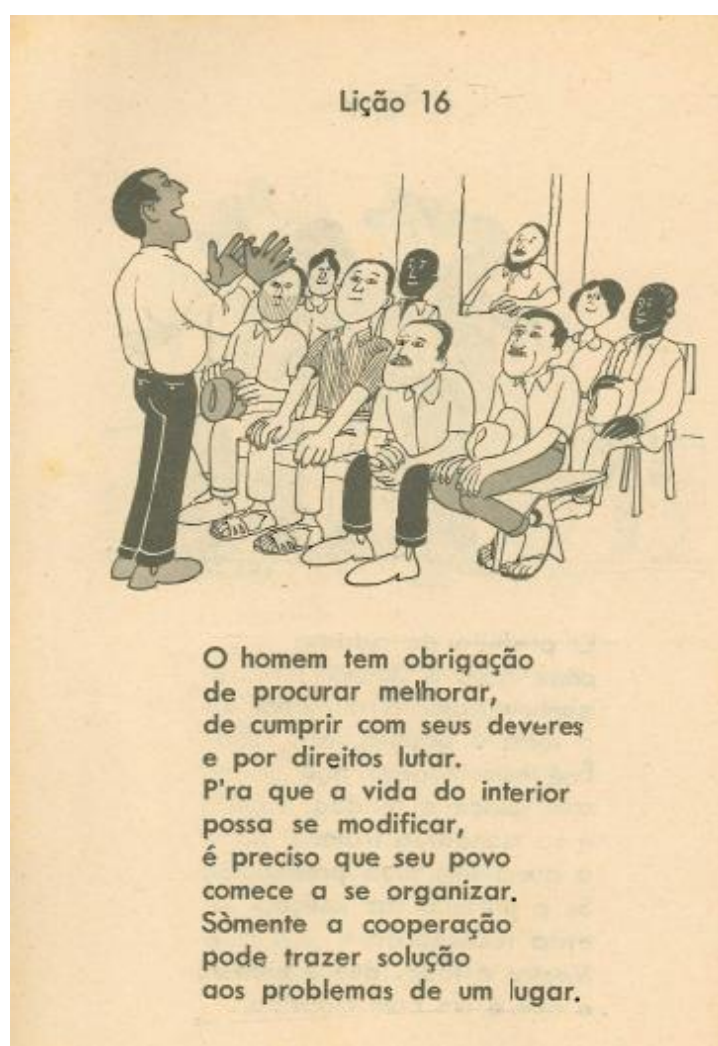 Lição 16
O homem tem obrigação
de procurar melhorar,
de cumprir com seus deveres
e por direitos lutar.
P'ra que a vida do interior
possa se modificar,
é preciso que seu povo
comece a se organizar.
Sòmente a cooperação
pode trazer solução
aos problemas de um lugar.